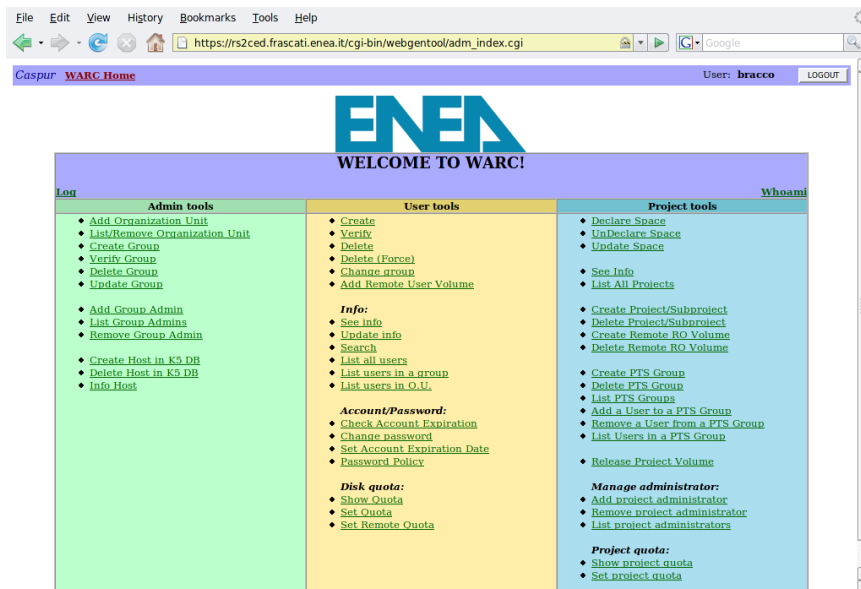 File Edit View History Bookmarks Tools Help
https://rs2ced.frascati.enea.it/cgi-bin/webgentool/adm_index.cgi
G Google
Caspur WARC Home User: bracco LOGOUT
ENEA
WELCOME TO WARC!
Log Whoami
Admin tools
Add Organization Unit
List/Remove Organization Unit
Create Group
Verify Group
Delete Group
Update Group
Add Group Admin
List Group Admins
Remove Group Admin
Create Host in K5 DB
Delete Host in K5 DB
Info Host
User tools
Create
Verify
Delete
Delete (Force)
Change group
Add Remote User Volume
Info:
See info
Update info
Search
List all users
List users in a group
List users in O.U.
Account/Password:
Check Account Expiration
Change password
Set Account Expiration Date
Password Policy
Disk quota:
Show Quota
Set Quota
Set Remote Quota
Project tools
Declare Space
UnDeclare Space
Update Space
See Info
List All Projects
Create Project/Subproject
Delete Project/Subproject
Create Remote RO Volume
Delete Remote RO Volume
Create PTS Group
Delete PTS Group
List PTS Groups
Add a User to a PTS Group
Remove a User from a PTS Group
List Users in a PTS Group
Release Project Volume
Manage administrator:
Add project administrator
Remove project administrator
List project administrators
Project quota:
Show project quota
Set project quota